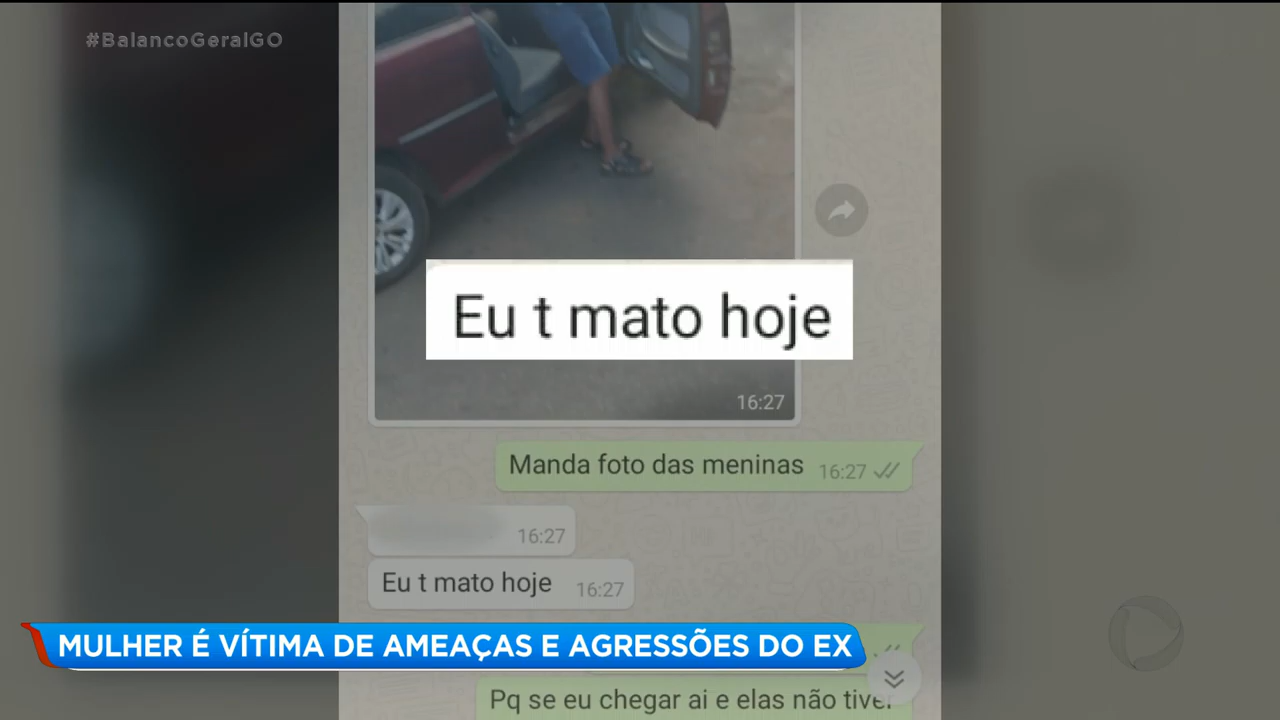 #BalancoGeralGO
Eu t mato hoje
16:27
Manda foto das meninas 16:27
16:27
Eu t mato hoje 16:27
MULHER É VÍTIMA DE AMEAÇAS E AGRESSÕES DO EX
Pq se eu chegar ai e elas não tiver